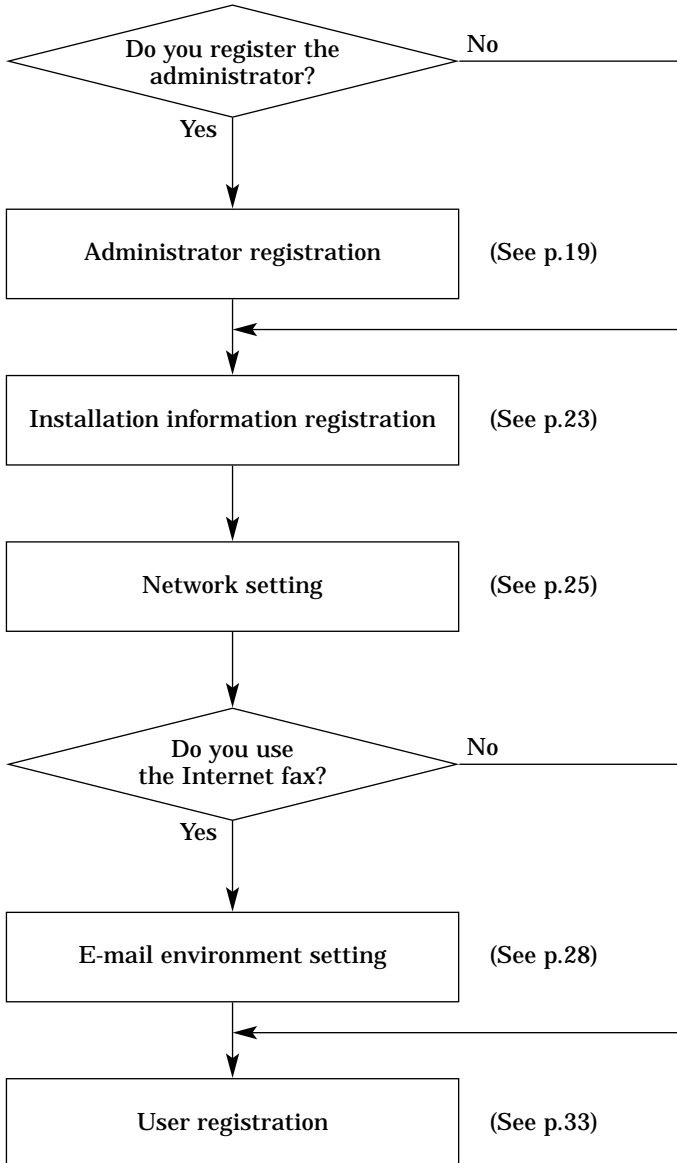 Do you register the
administrator?
No
Yes
Administrator registration
(See p.19)
Installation information registration
(See p.23)
Network setting
(See p.25)
Do you use
the Internet fax?
No
Yes
E-mail environment setting
(See p.28)
User registration
(See p.33)